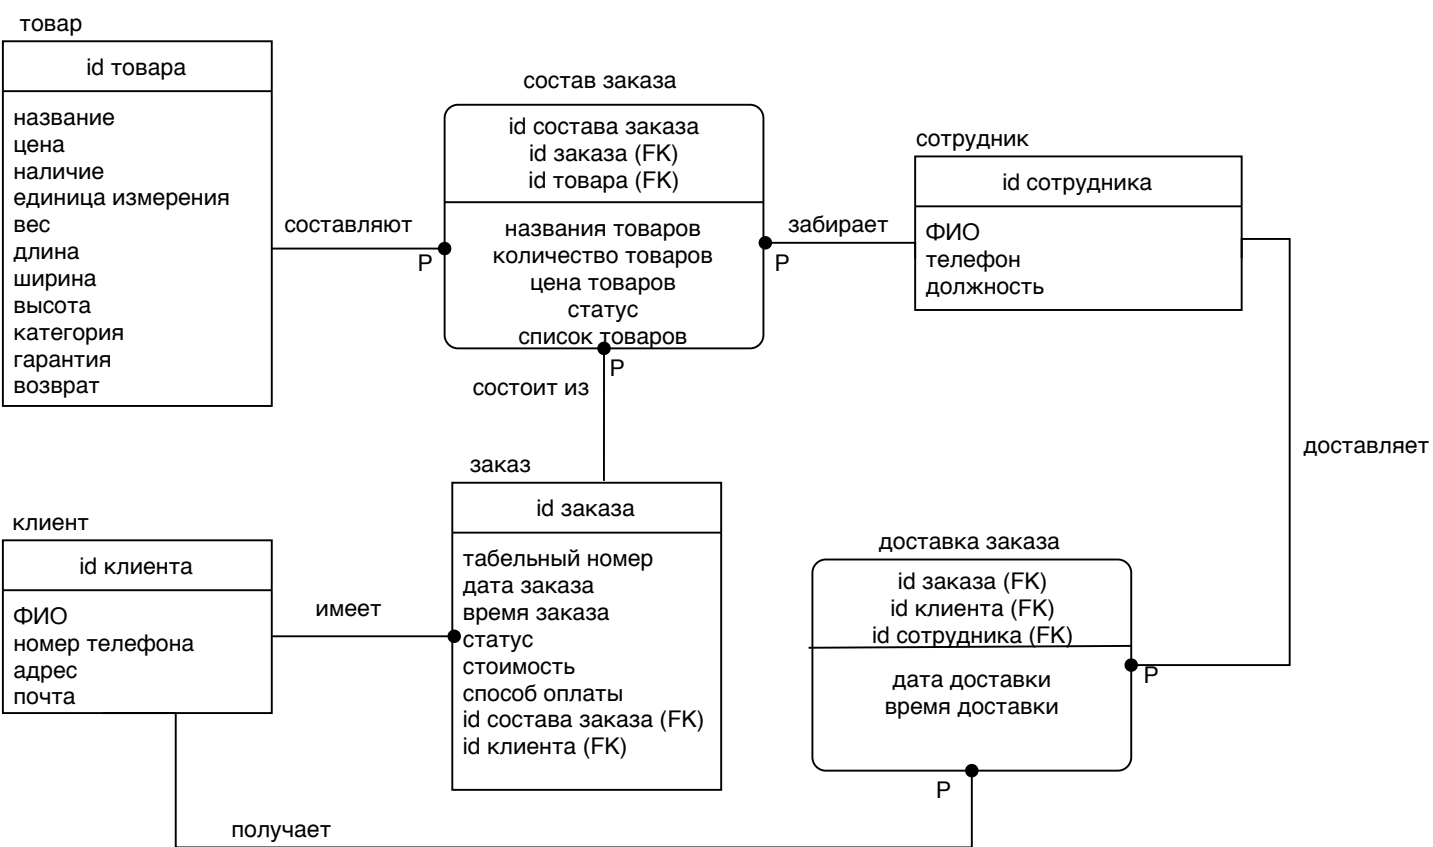 товар
id товара
название
цена
наличие
единица измерения
вес
длина
ширина
высота
категория
гарантия
возврат
составляют
P
состав заказа
id состава заказа
id заказа (FK)
id товара (FK)
названия товаров
количество товаров
цена товаров
статус
список товаров
P
состоит из
забирает
P
сотрудник
id сотрудника
ФИО
телефон
должность
доставляет
клиент
id клиента
ФИО
номер телефона
адрес
почта
имеет
заказ
id заказа
табельный номер
дата заказа
время заказа
статус
стоимость
способ оплаты
id состава заказа (FK)
id клиента (FK)
доставка заказа
id заказа (FK)
id клиента (FK)
id сотрудника (FK)
дата доставки
время доставки
P
P
получает